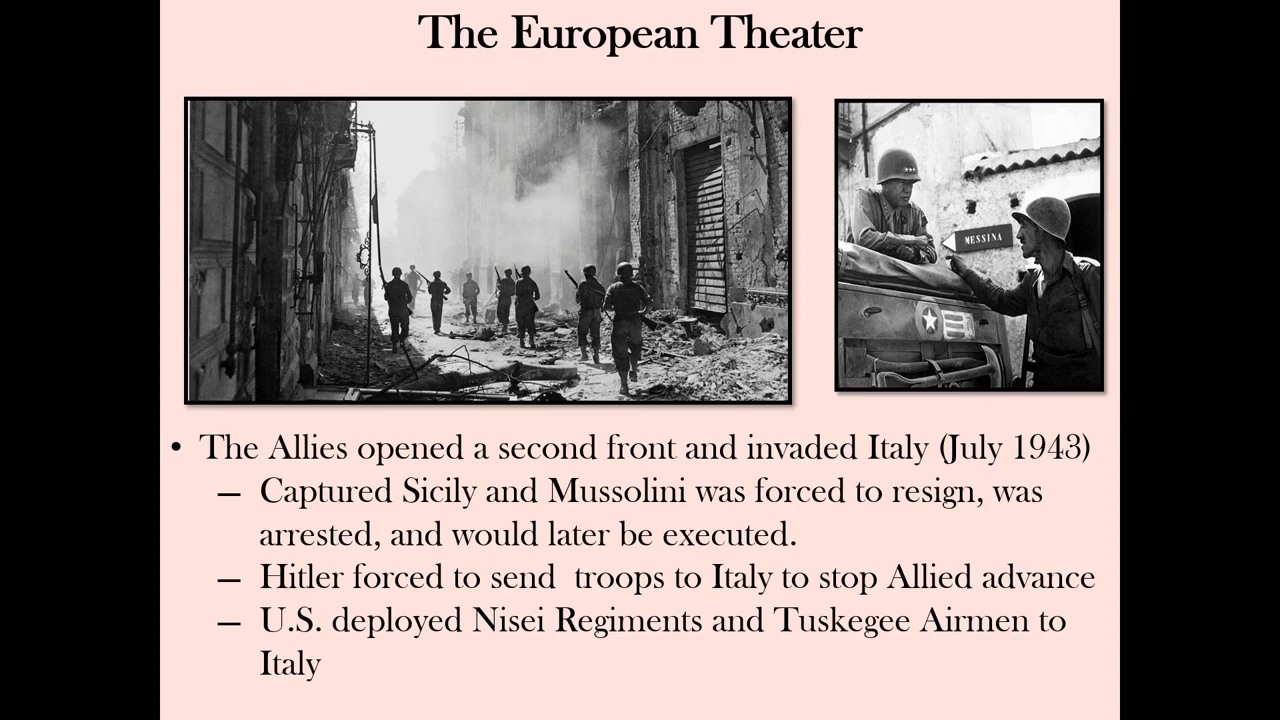 The European Theater
MESSINA
• The Allies opened a second front and invaded Italy (July 1943)
– Captured Sicily and Mussolini was forced to resign, was
arrested, and would later be executed.
– Hitler forced to send  troops to Italy to stop Allied advance
– U.S. deployed Nisei Regiments and Tuskegee Airmen to
Italy